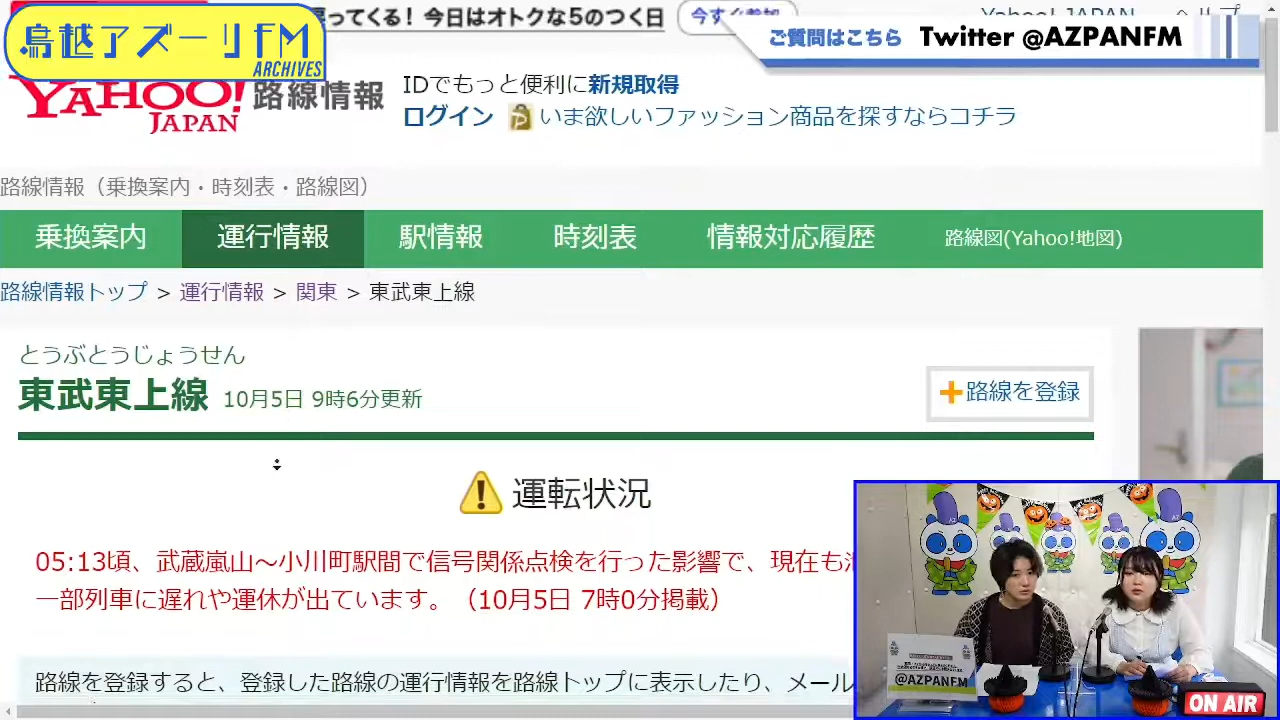 ってくる！今日はオトクな5のつく日
Yahoo! JAPAN
ヘルプ
鳥越アズーリFM
ARCHIVES
ご質問はこちら Twitter @AZPANFM
YAHOO!
JAPAN
路線情報
IDでもっと便利に新規取得
ログイン
いま欲しいファッション商品を探すならコチラ
路線情報（乗換案内・時刻表・路線図）
乗換案内 運行情報 駅情報 時刻表 情報対応履歴 路線図(Yahoo!地図)
路線情報トップ > 運行情報 > 関東 > 東武東上線
とうぶとうじょうせん
東武東上線 10月5日 9時6分更新
路線を登録
運転状況
05:13頃、武蔵嵐山～小川町駅間で信号関係点検を行った影響で、現在も
一部列車に遅れや運休が出ています。（10月5日 7時0分掲載）
路線を登録すると、登録した路線の運行情報を路線トップに表示したり、メール
@AZPANFM
ON AIR